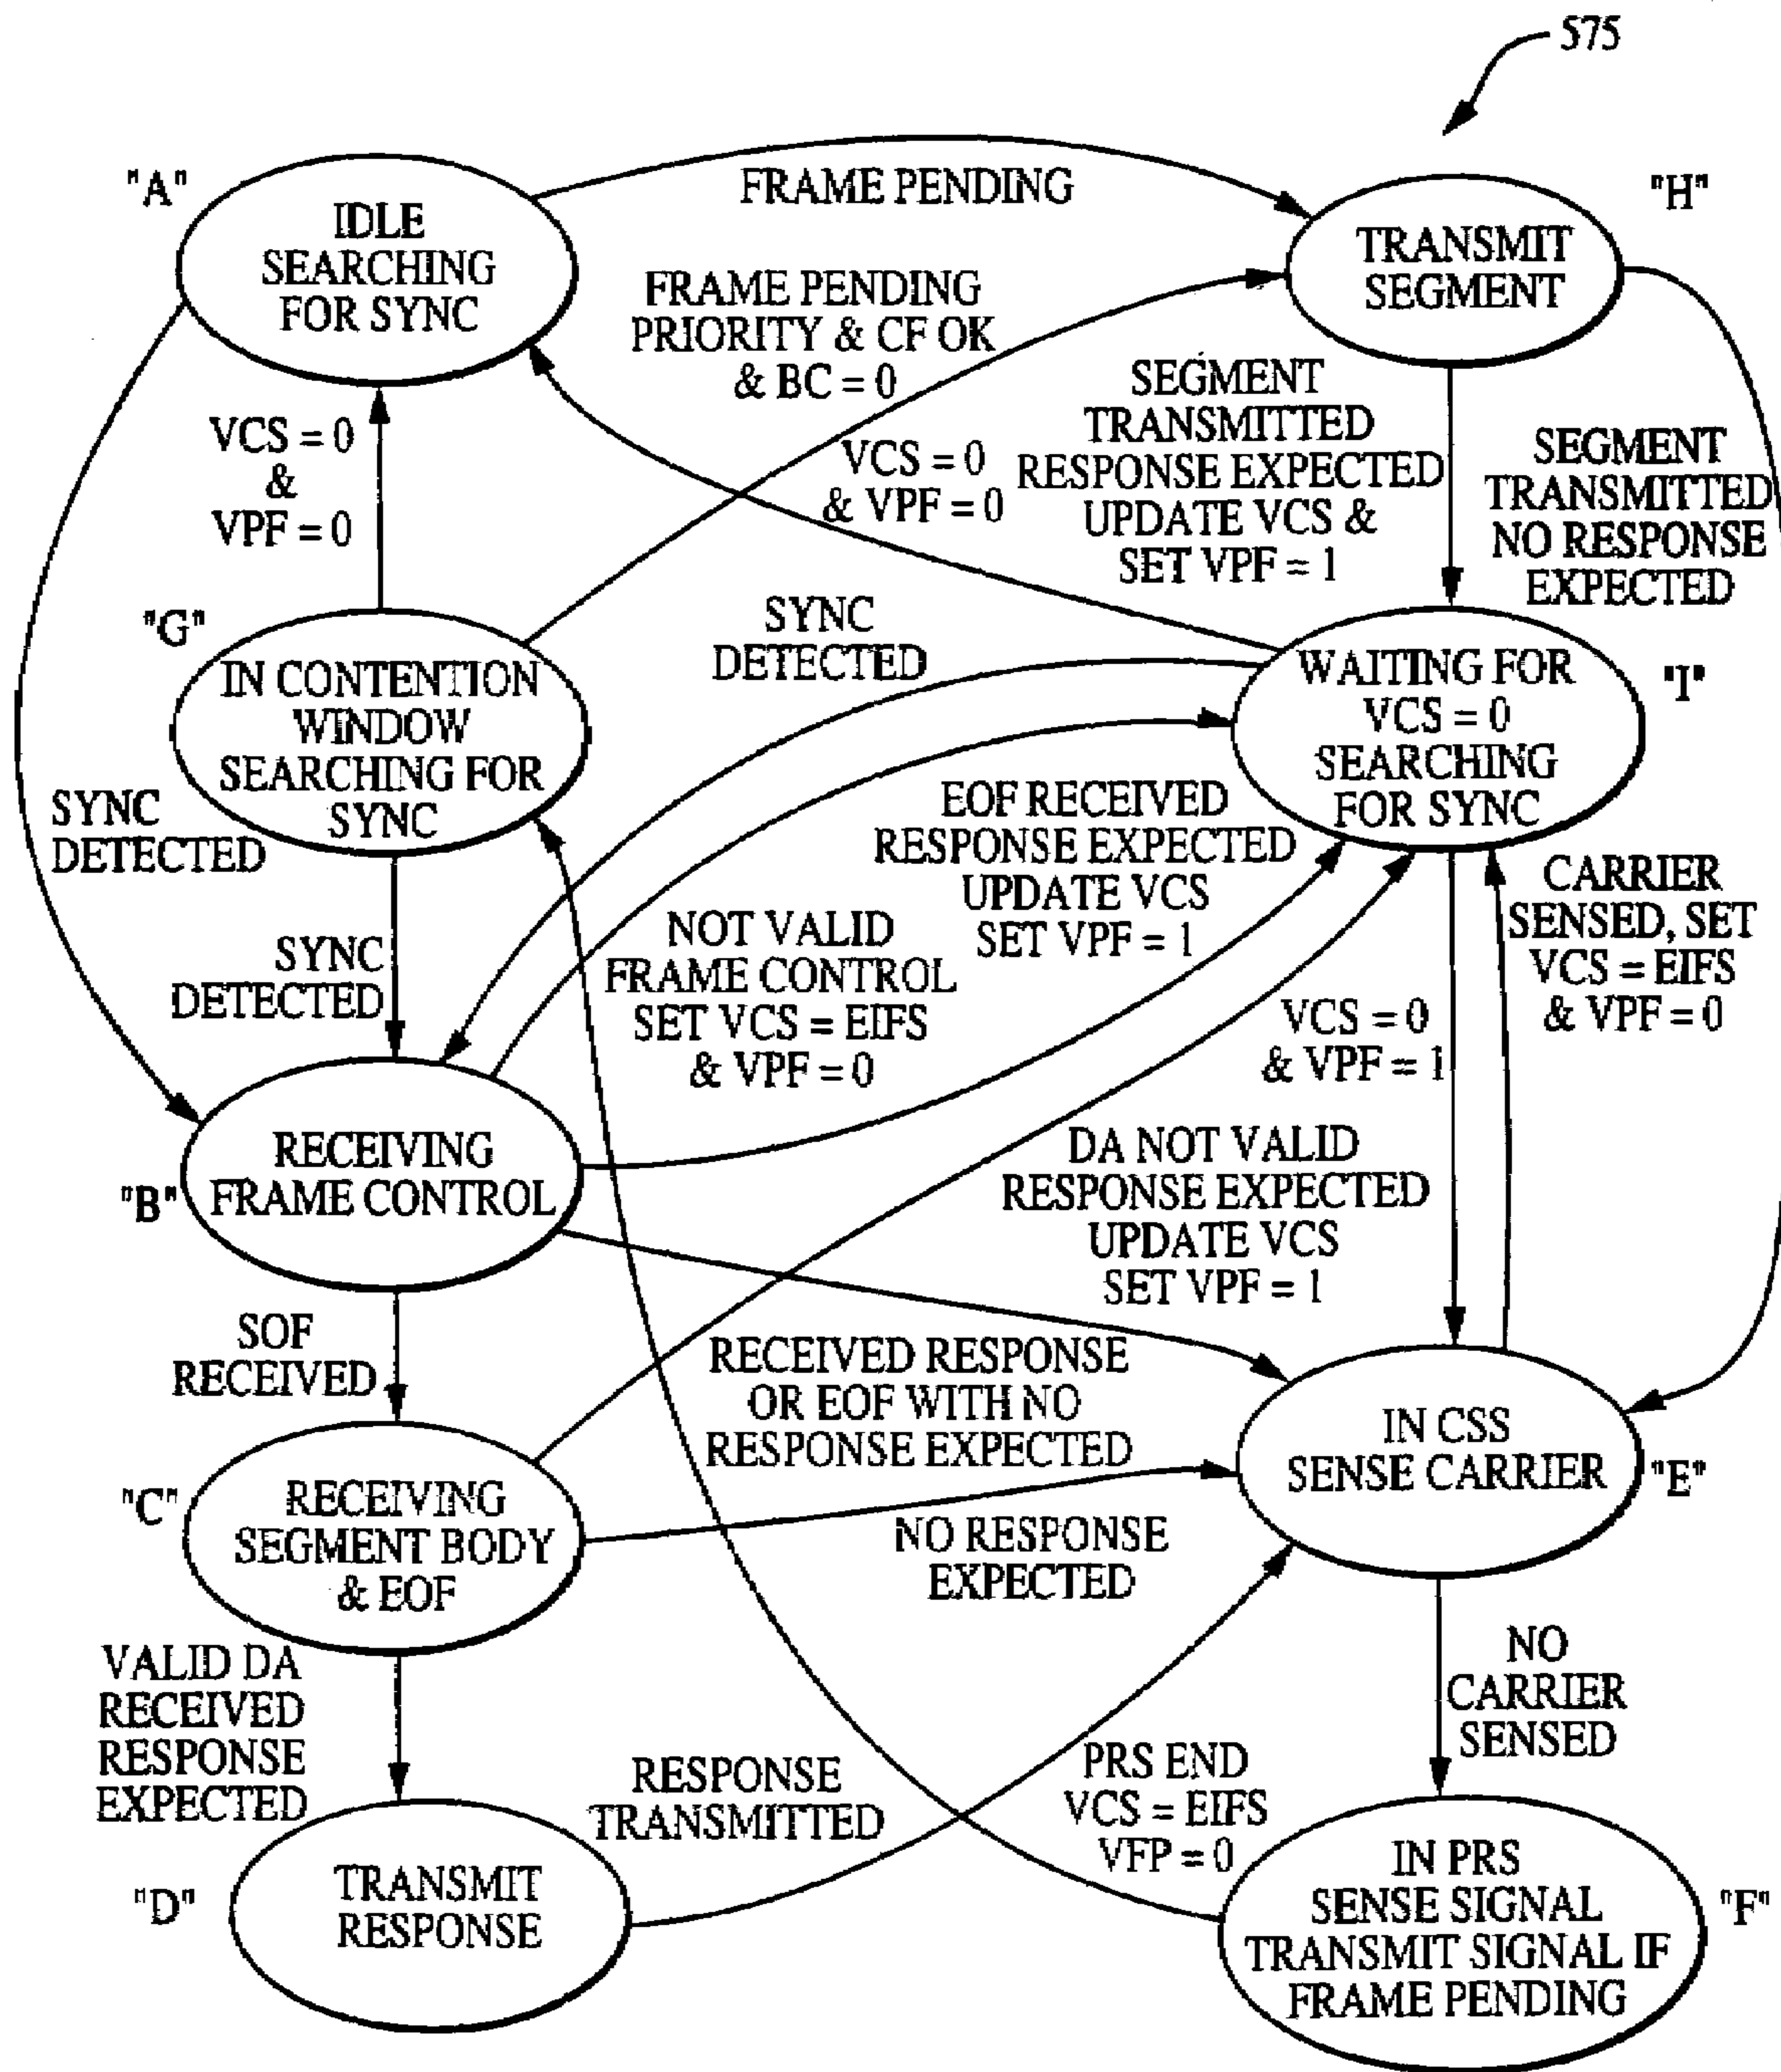 575
"A"
IDLE
SEARCHING
FOR SYNC
FRAME PENDING
"H"
TRANSMIT
SEGMENT
FRAME PENDING
PRIORITY & CF OK
& BC = 0
VCS = 0
&
VPF = 0
VCS = 0
& VPF = 0
SEGMENT
TRANSMITTED
RESPONSE EXPECTED
UPDATE VCS &
SET VPF = 1
SEGMENT
TRANSMITTED
NO RESPONSE
EXPECTED
"G"
IN CONTENTION
WINDOW
SEARCHING FOR
SYNC
SYNC
DETECTED
WAITING FOR
VCS = 0
SEARCHING
FOR SYNC
"I"
SYNC
DETECTED
SYNC
DETECTED
NOT VALID
FRAME CONTROL
SET VCS = EIFS
& VPF = 0
EOF RECEIVED
RESPONSE EXPECTED
UPDATE VCS
SET VPF = 1
CARRIER
SENSED, SET
VCS = EIFS
& VPF = 0
VCS = 0
& VPF = 1
"B"
RECEIVING
FRAME CONTROL
DA NOT VALID
RESPONSE EXPECTED
UPDATE VCS
SET VPF = 1
SOF
RECEIVED
RECEIVED RESPONSE
OR EOF WITH NO
RESPONSE EXPECTED
IN CSS
SENSE CARRIER
"E"
"C"
RECEIVING
SEGMENT BODY
& EOF
NO RESPONSE
EXPECTED
VALID DA
RECEIVED
RESPONSE
EXPECTED
NO
CARRIER
SENSED
RESPONSE
TRANSMITTED
PRS END
VCS = EIFS
VFP = 0
"D"
TRANSMIT
RESPONSE
IN PRS
SENSE SIGNAL
TRANSMIT SIGNAL IF
FRAME PENDING
"F"